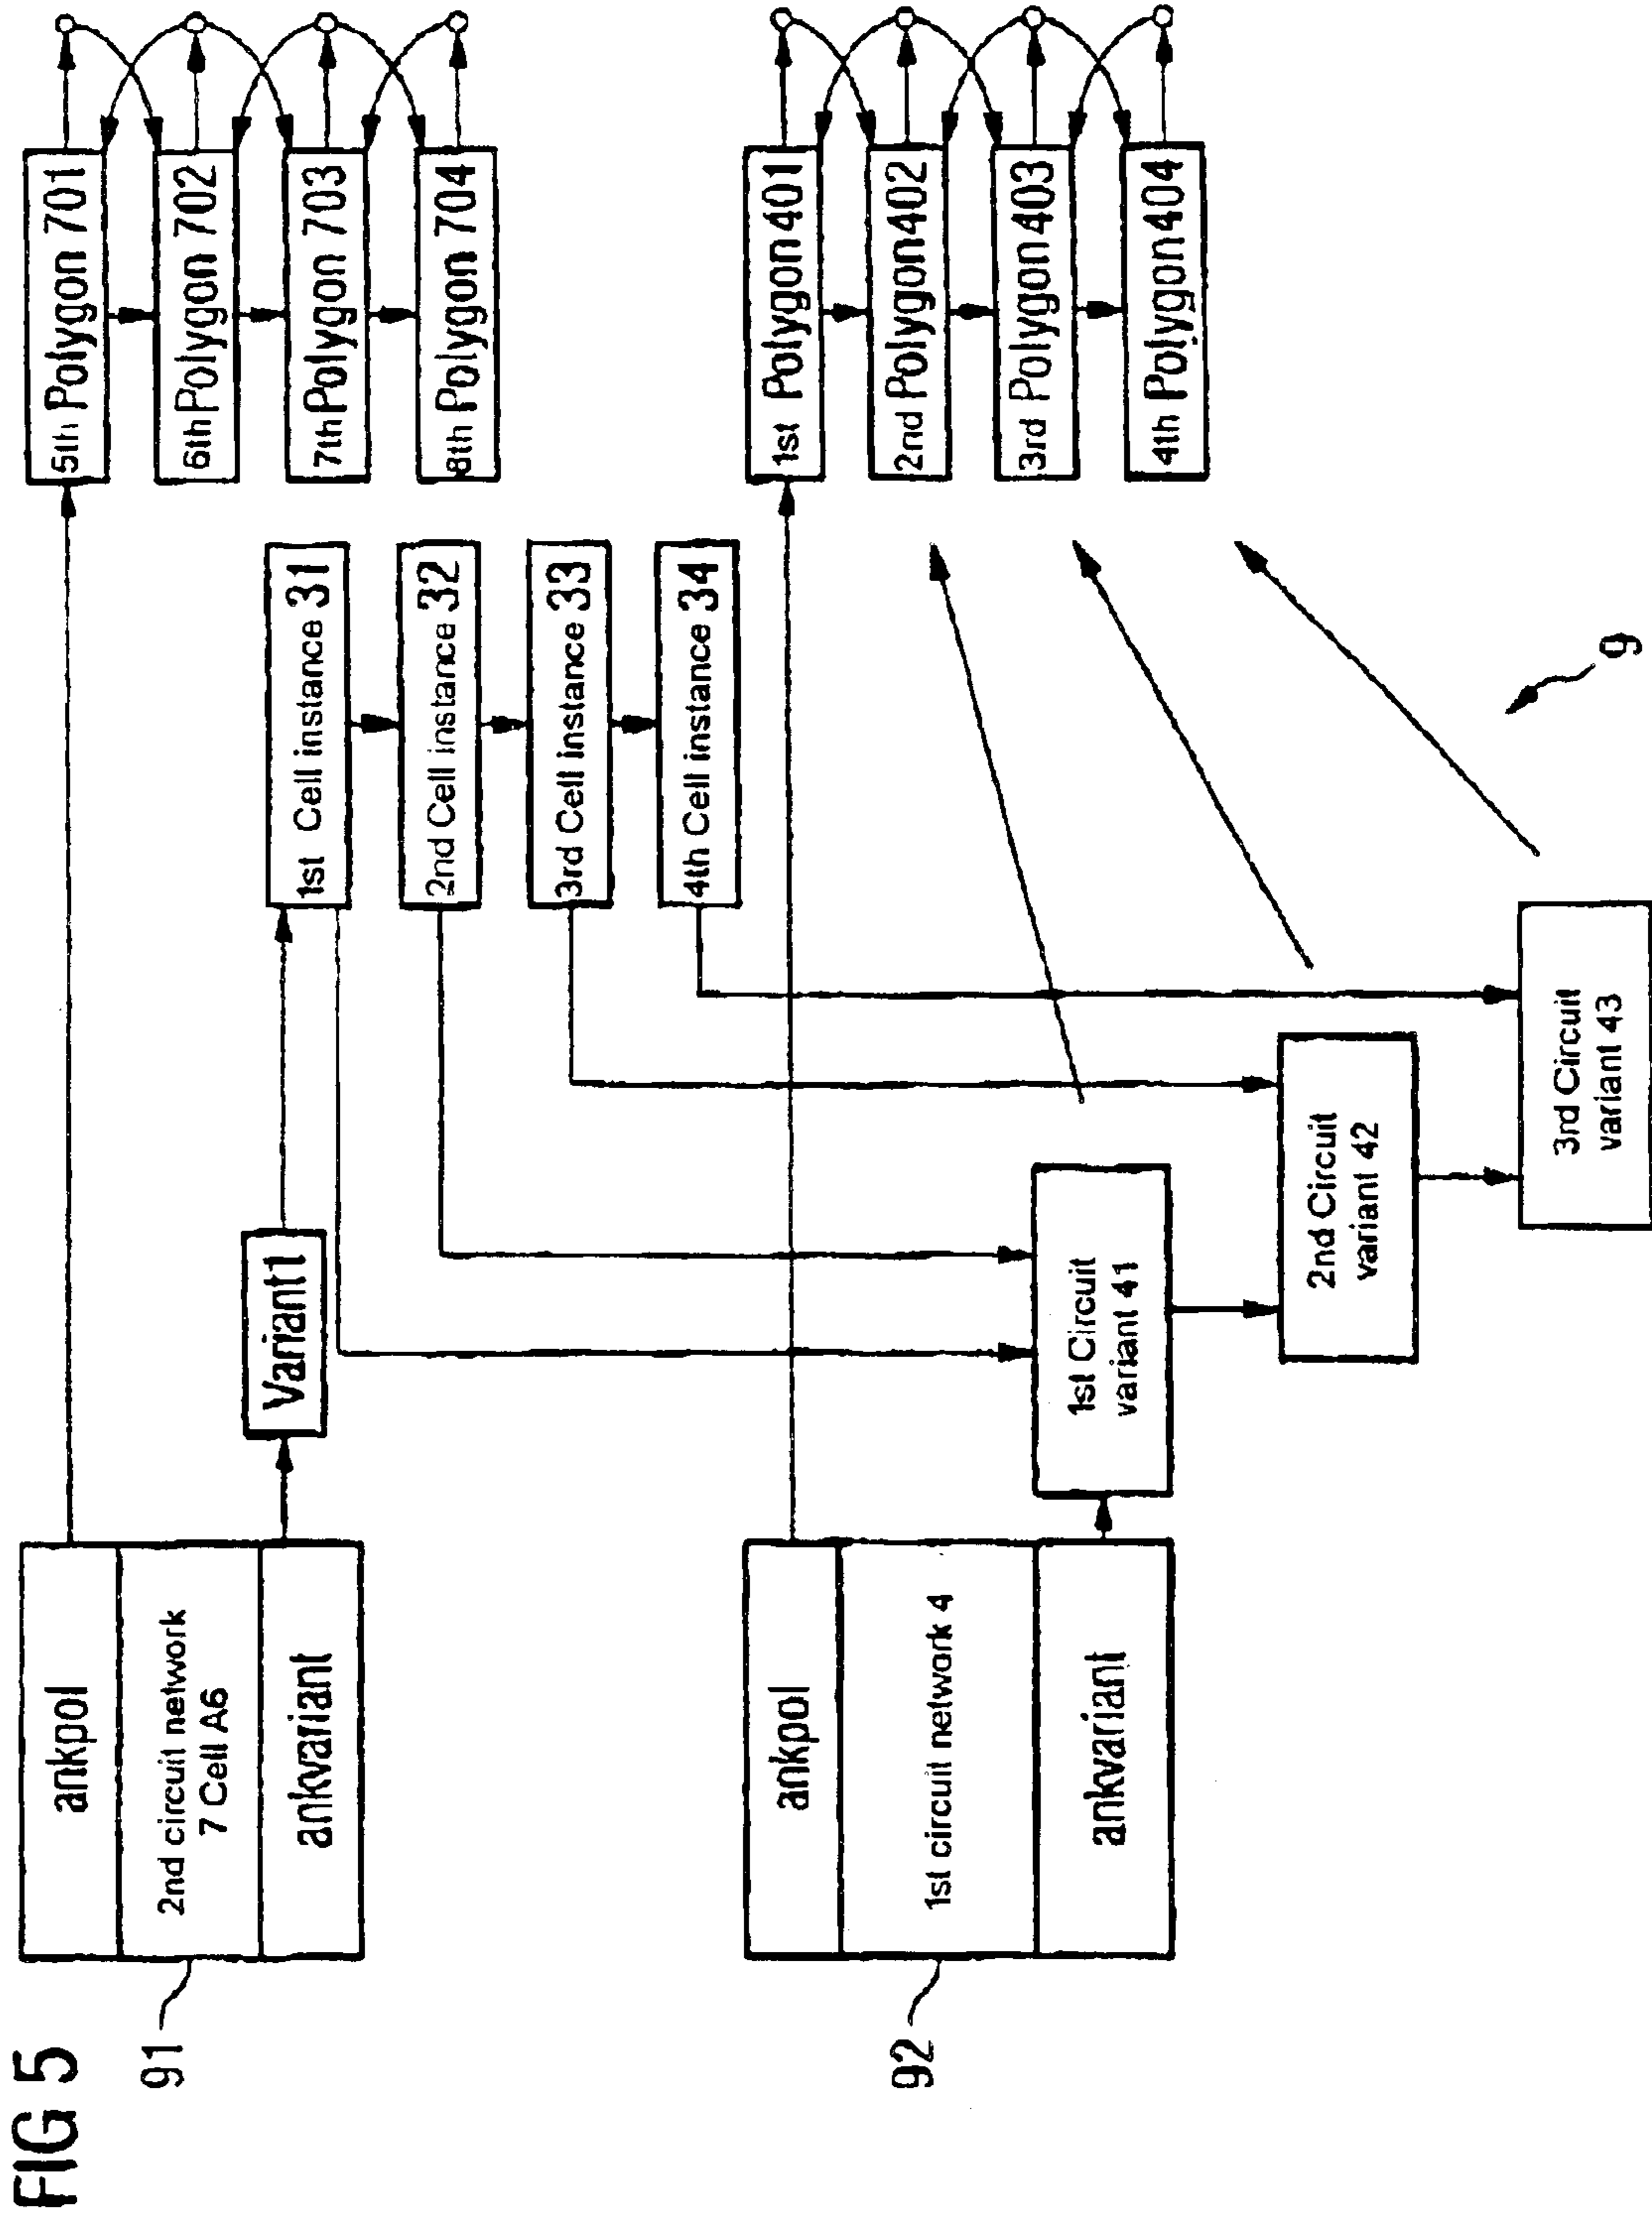 FIG 5
91
ankpol
2nd circuit network
7 Cell A6
ankvariant
Variant1
1st Cell instance 31
2nd Cell instance 32
3rd Cell instance 33
4th Cell instance 34
5th Polygon 701
6th Polygon 702
7th Polygon 703
8th Polygon 704
92
ankpol
1st circuit network 4
ankvariant
1st Circuit
variant 41
2nd Circuit
variant 42
3rd Circuit
variant 43
1st Polygon 401
2nd Polygon 402
3rd Polygon 403
4th Polygon 404
9